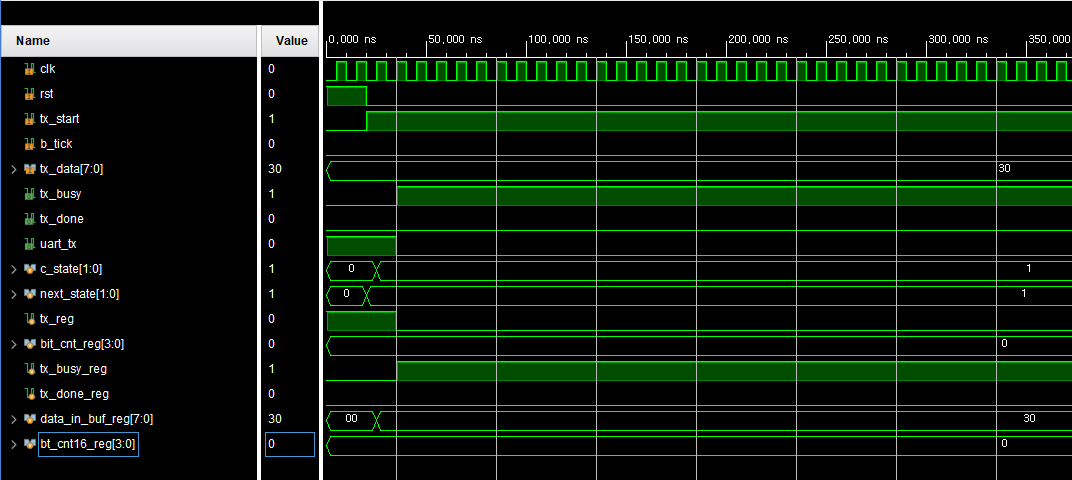 Name Value 0,000 ns 50,000 ns 100,000 ns 150,000 ns 200,000 ns 250,000 ns 300,000 ns 350,000
clk 0
rst 0
tx_start 1
b_tick 0
tx_data[7:0] 30 30
tx_busy 1
tx_done 0
uart_tx 0
c_state[1:0] 1 0 1
next_state[1:0] 1 0 1
tx_reg 0
bit_cnt_reg[3:0] 0 0
tx_busy_reg 1
tx_done_reg 0
data_in_buf_reg[7:0] 30 00 30
bt_cnt16_reg[3:0] 0 0